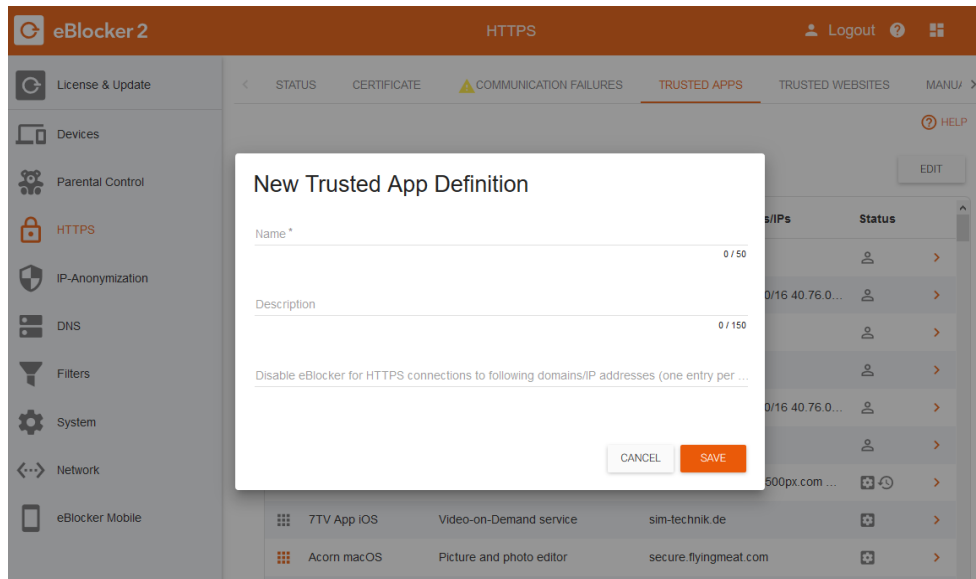 eBlocker 2
HTTPS
Logout
License & Update
STATUS
CERTIFICATE
COMMUNICATION FAILURES
TRUSTED APPS
TRUSTED WEBSITES
Devices
HELP
Parental Control
EDIT
New Trusted App Definition
s/IPs
Status
Name *
HTTPS
0 / 50
IP-Anonymization
0/16 40.76.0...
Description
DNS
0 / 150
Filters
Disable eBlocker for HTTPS connections to following domains/IP addresses (one entry per ...
0/16 40.76.0...
System
CANCEL
SAVE
Network
500px.com ...
eBlocker Mobile
7TV App iOS
Video-on-Demand service
sim-technik.de
Acorn macOS
Picture and photo editor
secure.flyingmeat.com